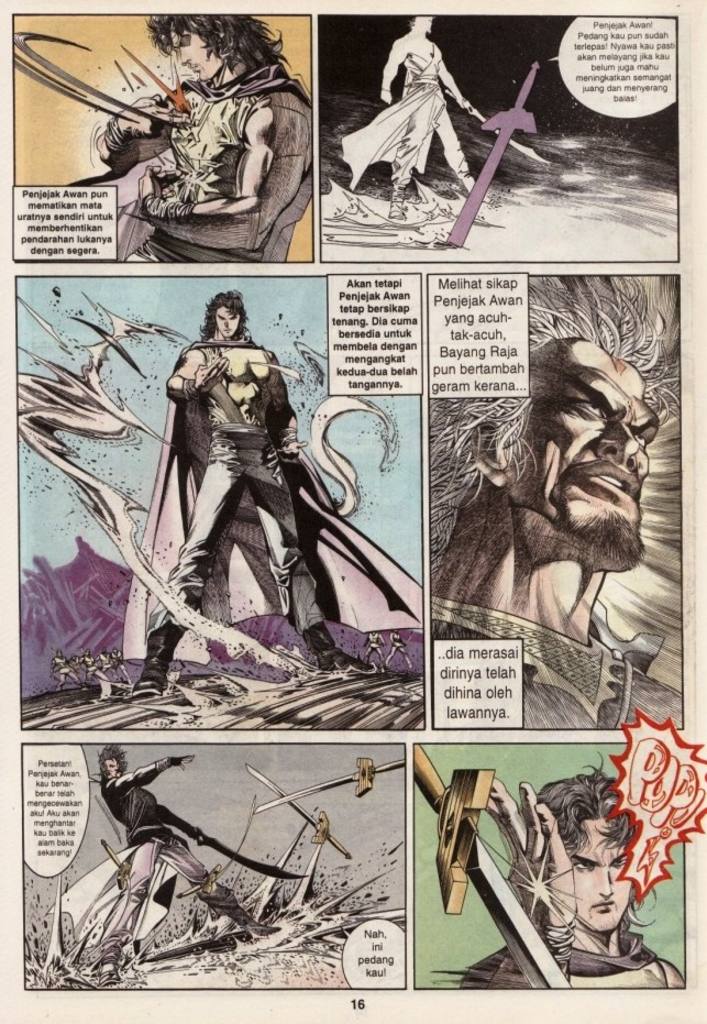 Penjejak Awan pun
mematikan mata
uratnya sendiri untuk
memberhentikan
pendarahan lukanya
dengan segera.
Penjejak Awan!
Pedang kau pun sudah
terlepas! Nyawa kau pasti
akan melayang jika kau
belum juga mahu
meningkatkan semangat
juang dan menyerang
balas!
Akan tetapi
Penjejak Awan
tetap bersikap
tenang. Dia cuma
bersedia untuk
membela dengan
mengangkat
kedua-dua belah
tangannya.
Melihat sikap
Penjejak Awan
yang acuh-
tak-acuh,
Bayang Raja
pun bertambah
geram kerana...
..dia merasai
dirinya telah
dihina oleh
lawannya.
Persetan!
Penjejak Awan,
kau benar-
benar telah
mengecewakan
aku! Aku akan
menghantar
kau balik ke
alam baka
sekarang!
Nah,
ini
pedang
kau!
16